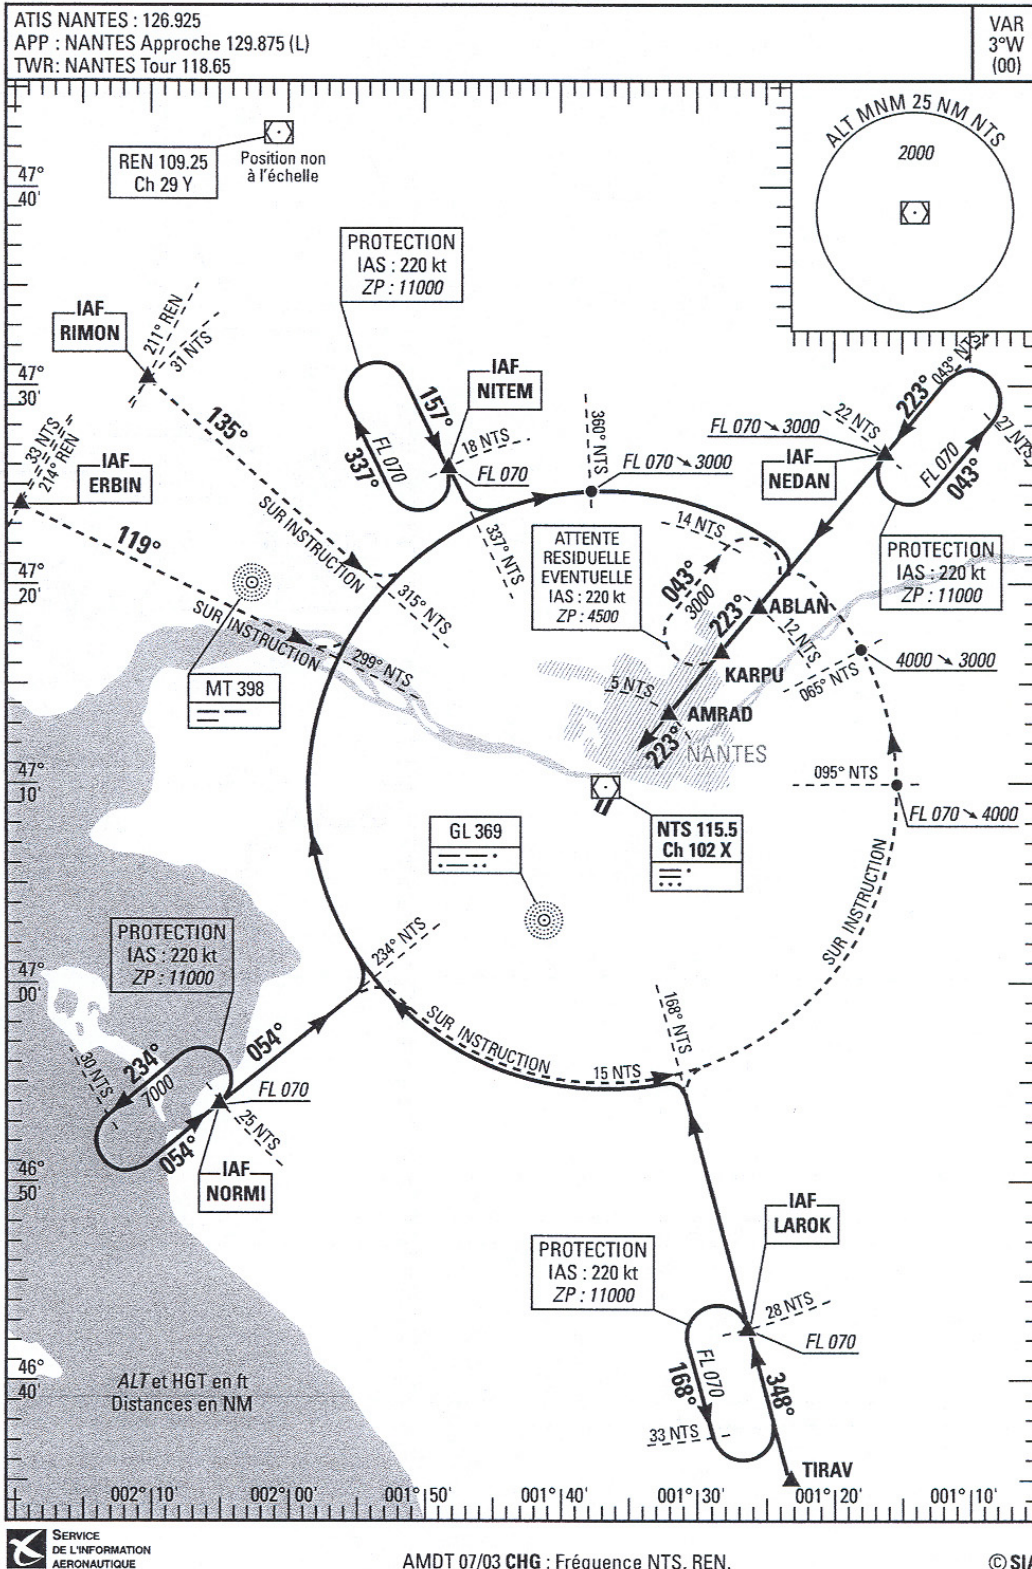 ATIS NANTES : 126.925
APP : NANTES Approche 129.875 (L)
TWR: NANTES Tour 118.65
VAR
3°W
(00)
ALT MNM 25 NM NTS
2000
REN 109.25
Ch 29 Y
Position non
à l'échelle
47°
40'
PROTECTION
IAS : 220 kt
ZP : 11000
IAF
RIMON
211° REN
31 NTS
47°
30'
IAF
NITEM
157°
337°
FL 070
18 NTS
FL 070
337° NTS
360° NTS
FL 070 ➘ 3000
FL 070 ➘ 3000
22 NTS
IAF
NEDAN
223°
043° NTS
27 NTS
FL 070
043°
PROTECTION
IAS : 220 kt
ZP : 11000
33 NTS
214° REN
IAF
ERBIN
135°
SUR INSTRUCTION
315° NTS
119°
SUR INSTRUCTION
299° NTS
47°
20'
MT 398
ATTENTE
RESIDUELLE
EVENTUELLE
IAS : 220 kt
ZP : 4500
14 NTS
043°
3000
223°
ABLAN
12 NTS
KARPU
5 NTS
AMRAD
223°
NANTES
065° NTS
4000 ➘ 3000
47°
10'
095° NTS
FL 070 ➘ 4000
NTS 115.5
Ch 102 X
GL 369
SUR INSTRUCTION
PROTECTION
IAS : 220 kt
ZP : 11000
234° NTS
47°
00'
SUR INSTRUCTION
15 NTS
168° NTS
30 NTS
234°
7000
054°
054°
FL 070
25 NTS
IAF
NORMI
46°
50'
IAF
LAROK
PROTECTION
IAS : 220 kt
ZP : 11000
28 NTS
FL 070
FL 070
168°
348°
33 NTS
TIRAV
46°
40'
ALT et HGT en ft
Distances en NM
002° 10' 002° 00' 001° 50' 001° 40' 001° 30' 001° 20' 001° 10'
SERVICE
DE L'INFORMATION
AERONAUTIQUE
AMDT 07/03 CHG : Fréquence NTS, REN.
© SIA